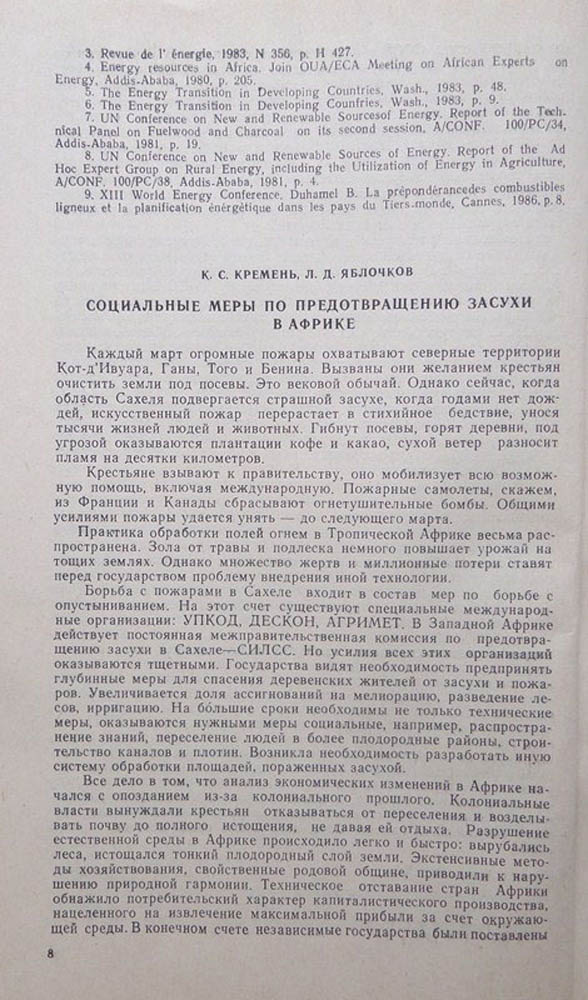 3. Revue de l' énergie, 1983, N 356, p. H 427.
4. Energy resources in Africa. Join OUA/ECA Meeting on African Experts on
Energy, Addis-Ababa, 1980, p. 205.
5. The Energy Transition in Developing Countries, Wash., 1983, p. 48.
6. The Energy Transition in Developing Countries, Wash., 1983, p. 9.
7. UN Conference on New and Renewable Sourcesof Energy. Report of the Tech-
nical Panel on Fuelwood and Charcoal on its second session, A/CONF. 100/PC/34,
Addis-Ababa, 1981, p. 19.
8. UN Conference on New and Renewable Sources of Energy. Report of the Ad
Hoc Expert Group on Rural Energy, including the Utilization of Energy in Agriculture,
A/CONF. 100/PC/38, Addis-Ababa, 1981, p. 4.
9. XIII World Energy Conference. Duhamel B. La prépondérancedes combustibles
ligneux et la planification énérgètique dans les pays du Tiers-monde, Cannes, 1986, p. 8.
К. С. КРЕМЕНЬ, Л. Д. ЯБЛОЧКОВ
СОЦИАЛЬНЫЕ МЕРЫ ПО ПРЕДОТВРАЩЕНИЮ ЗАСУХИ
В АФРИКЕ
Каждый март огромные пожары охватывают северные территории
Кот-д'Ивуара, Ганы, Того и Бенина. Вызваны они желанием крестьян
очистить земли под посевы. Это вековой обычай. Однако сейчас, когда
область Сахеля подвергается страшной засухе, когда годами нет дож-
дей, искусственный пожар перерастает в стихийное бедствие, унося
тысячи жизней людей и животных. Гибнут посевы, горят деревни, под
угрозой оказываются плантации кофе и какао, сухой ветер разносит
пламя на десятки километров.
Крестьяне взывают к правительству, оно мобилизует всю возмож-
ную помощь, включая международную. Пожарные самолеты, скажем,
из Франции и Канады сбрасывают огнетушительные бомбы. Общими
усилиями пожары удается унять — до следующего марта.
Практика обработки полей огнем в Тропической Африке весьма рас-
пространена. Зола от травы и подлеска немного повышает урожай на
тощих землях. Однако множество жертв и миллионные потери ставят
перед государством проблему внедрения иной технологии.
Борьба с пожарами в Сахеле входит в состав мер по борьбе с
опустыниванием. На этот счет существуют специальные международ-
ные организации: УПКОД, ДЕСКОН, АГРИМЕТ. В Западной Африке
действует постоянная межправительственная комиссия по предотвра-
щению засухи в Сахеле—СИЛСС. Но усилия всех этих организаций
оказываются тщетными. Государства видят необходимость предпринять
глубинные меры для спасения деревенских жителей от засухи и пожа-
ров. Увеличивается доля ассигнований на мелиорацию, разведение ле-
сов, ирригацию. На бóльшие сроки необходимы не только технические
меры, оказываются нужными меры социальные, например, распростра-
нение знаний, переселение людей в более плодородные районы, строи-
тельство каналов и плотин. Возникла необходимость разработать иную
систему обработки площадей, пораженных засухой.
Все дело в том, что анализ экономических изменений в Африке на-
чался с опозданием из-за колониального прошлого. Колониальные
власти вынуждали крестьян отказываться от переселения и возделы-
вать почву до полного истощения, не давая ей отдыха. Разрушение
естественной среды в Африке происходило легко и быстро: вырубались
леса, истощался тонкий плодородный слой земли. Экстенсивные мето-
ды хозяйствования, свойственные родовой общине, приводили к нару-
шению природной гармонии. Техническое отставание стран Африки
обнажило потребительский характер капиталистического производства,
нацеленного на извлечение максимальной прибыли за счет окружаю-
щей среды. В конечном счете независимые государства были поставлены
8